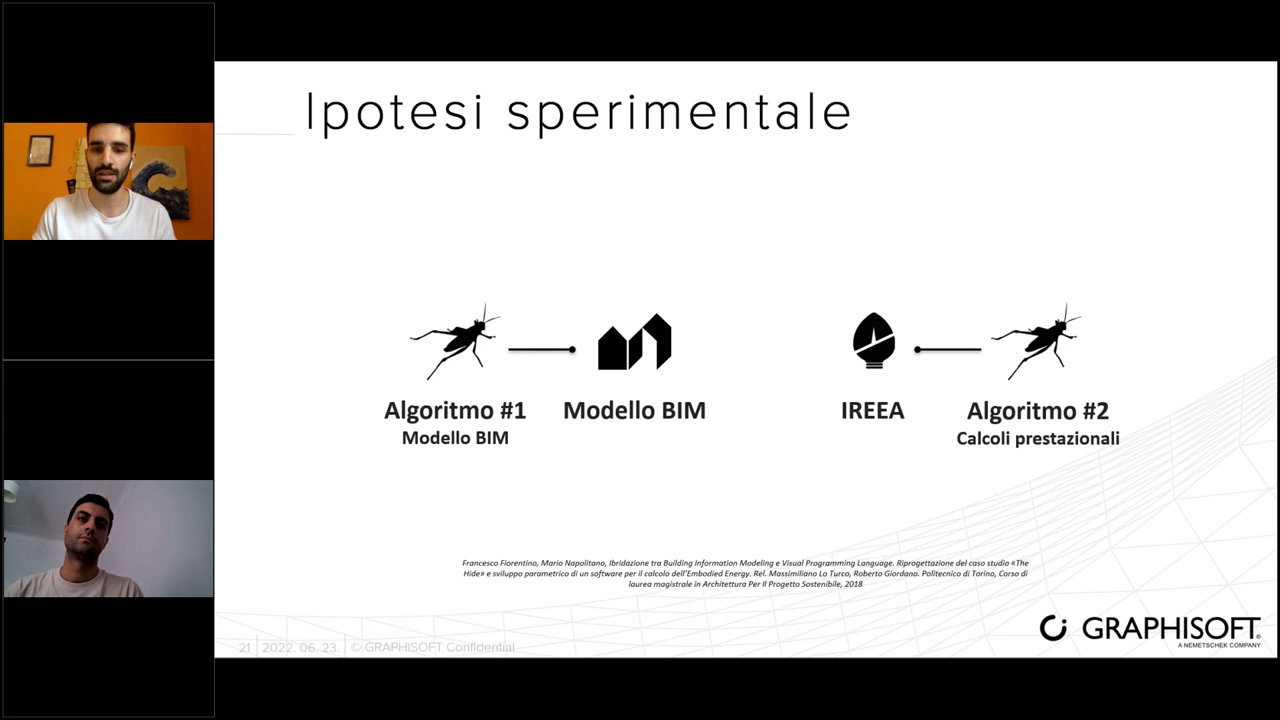 Ipotesi sperimentale
Algoritmo #1
Modello BIM
Modello BIM
IREEA
Algoritmo #2
Calcoli prestazionali
Francesco Fiorentino, Mario Napolitano, Ibridazione tra Building Information Modeling e Visual Programming Language. Riprogettazione del caso studio «The
Hide» e sviluppo parametrico di un software per il calcolo dell'Embodied Energy. Rel. Massimiliano Lo Turco, Roberto Giordano. Politecnico di Torino, Corso di
laurea magistrale in Architettura Per Il Progetto Sostenibile, 2018
21 | 2022. 06. 23. | © GRAPHISOFT Confidential
GRAPHISOFT®
A NEMETSCHEK COMPANY